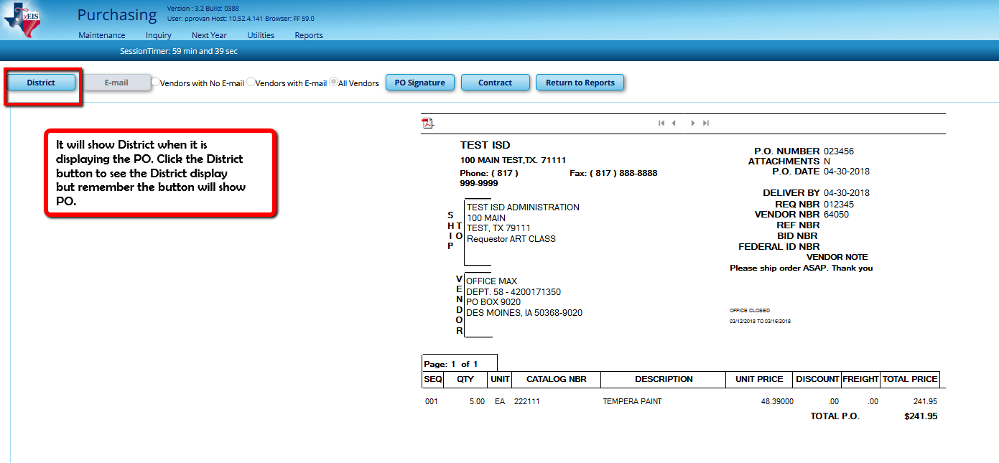 TxEIS
Purchasing
Version : 3.2 Build: 0388
User: pprovan Host: 10.52.4.141 Browser: FF 59.0
Maintenance Inquiry Next Year Utilities Reports
SessionTimer: 59 min and 39 sec
District E-mail Vendors with No E-mail Vendors with E-mail All Vendors PO Signature Contract Return to Reports
It will show District when it is
displaying the PO. Click the District
button to see the District display
but remember the button will show
PO.
TEST ISD
100 MAIN TEST,TX. 71111
Phone: ( 817 ) Fax: ( 817 ) 888-8888
999-9999
P.O. NUMBER 023456
ATTACHMENTS N
P.O. DATE 04-30-2018
DELIVER BY 04-30-2018
REQ NBR 012345
VENDOR NBR 64050
REF NBR
BID NBR
FEDERAL ID NBR
VENDOR NOTE
Please ship order ASAP. Thank you
SHIP TO
TEST ISD ADMINISTRATION
100 MAIN
TEST, TX 79111
Requestor ART CLASS
VENDOR
OFFICE MAX
DEPT. 58 - 4200171350
PO BOX 9020
DES MOINES, IA 50368-9020
OFFICE CLOSED
03/12/2018 TO 03/16/2018
Page: 1 of 1
SEQ QTY UNIT CATALOG NBR DESCRIPTION UNIT PRICE DISCOUNT FREIGHT TOTAL PRICE
001 5.00 EA 222111 TEMPERA PAINT 48.39000 .00 .00 241.95
TOTAL P.O. $241.95